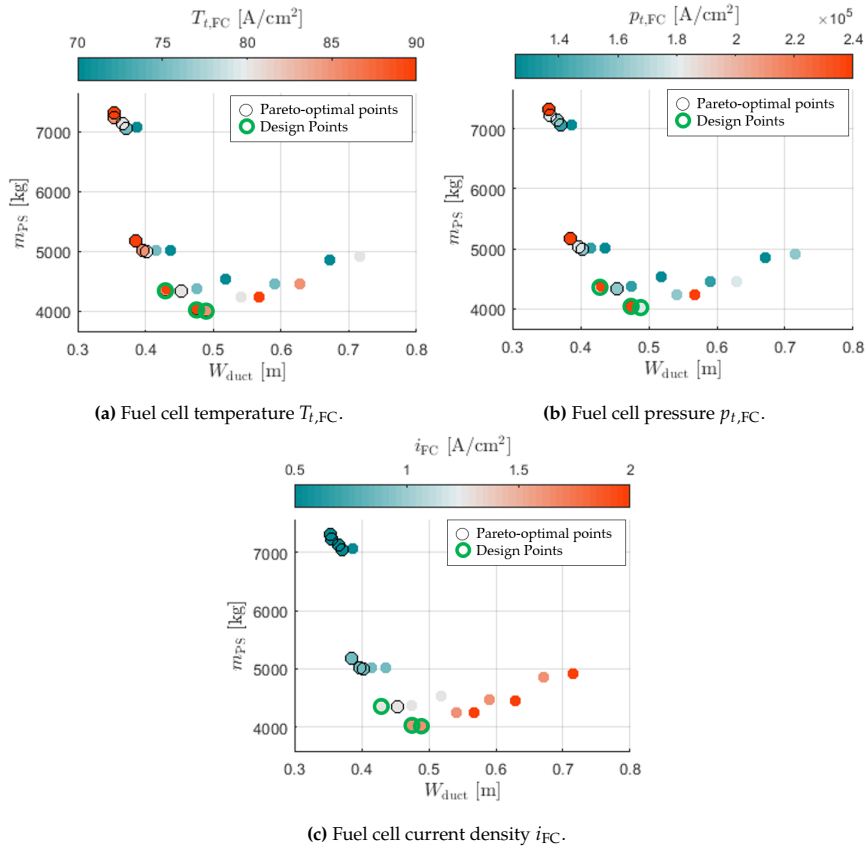 T_{t,FC} [A/cm²]
70 75 80 85 90
Pareto-optimal points
Design Points
7000
6000
5000
4000
m_{PS} [kg]
0.3 0.4 0.5 0.6 0.7 0.8
W_{duct} [m]
(a) Fuel cell temperature T_{t,FC}.
p_{t,FC} [A/cm²]
×10⁵
1.4 1.6 1.8 2 2.2 2.4
Pareto-optimal points
Design Points
7000
6000
5000
4000
m_{PS} [kg]
0.3 0.4 0.5 0.6 0.7 0.8
W_{duct} [m]
(b) Fuel cell pressure p_{t,FC}.
i_{FC} [A/cm²]
0.5 1 1.5 2
Pareto-optimal points
Design Points
7000
6000
5000
4000
m_{PS} [kg]
0.3 0.4 0.5 0.6 0.7 0.8
W_{duct} [m]
(c) Fuel cell current density i_{FC}.